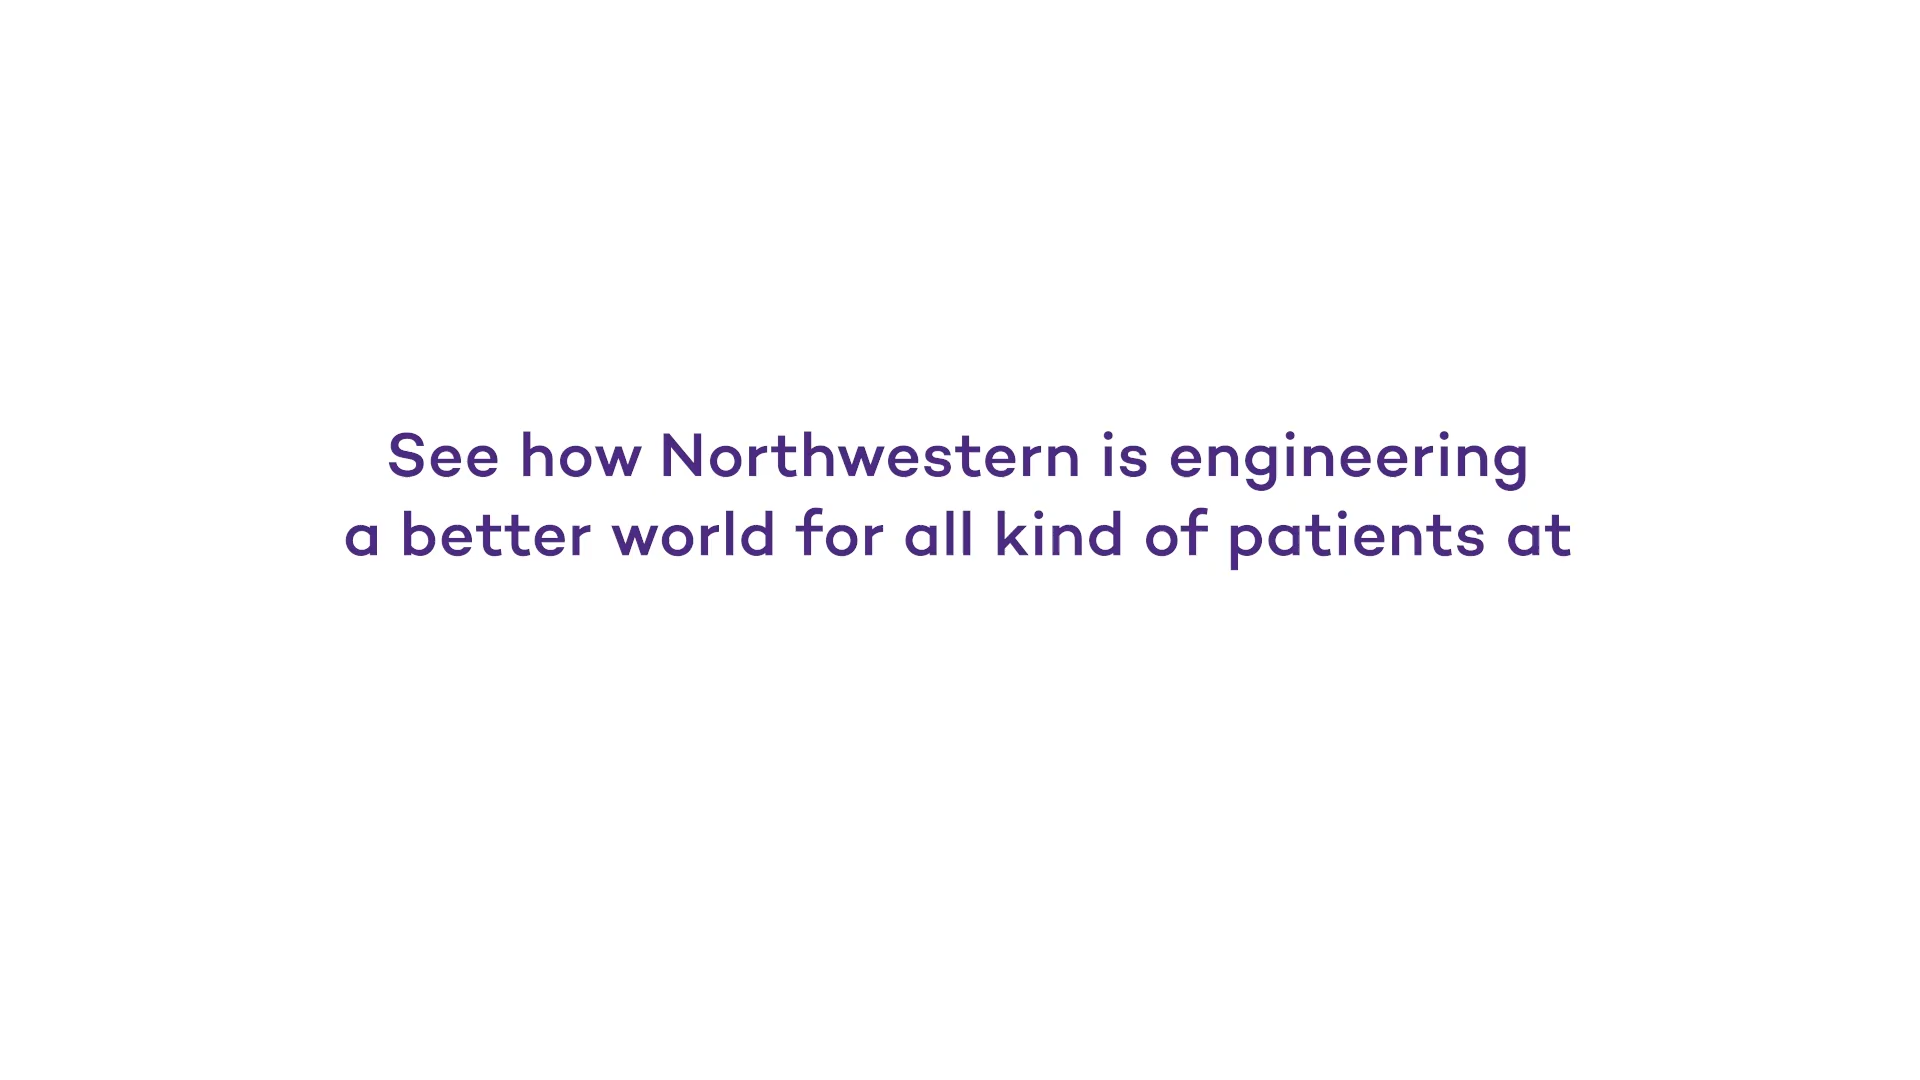 See how Northwestern is engineering
a better world for all kind of patients at